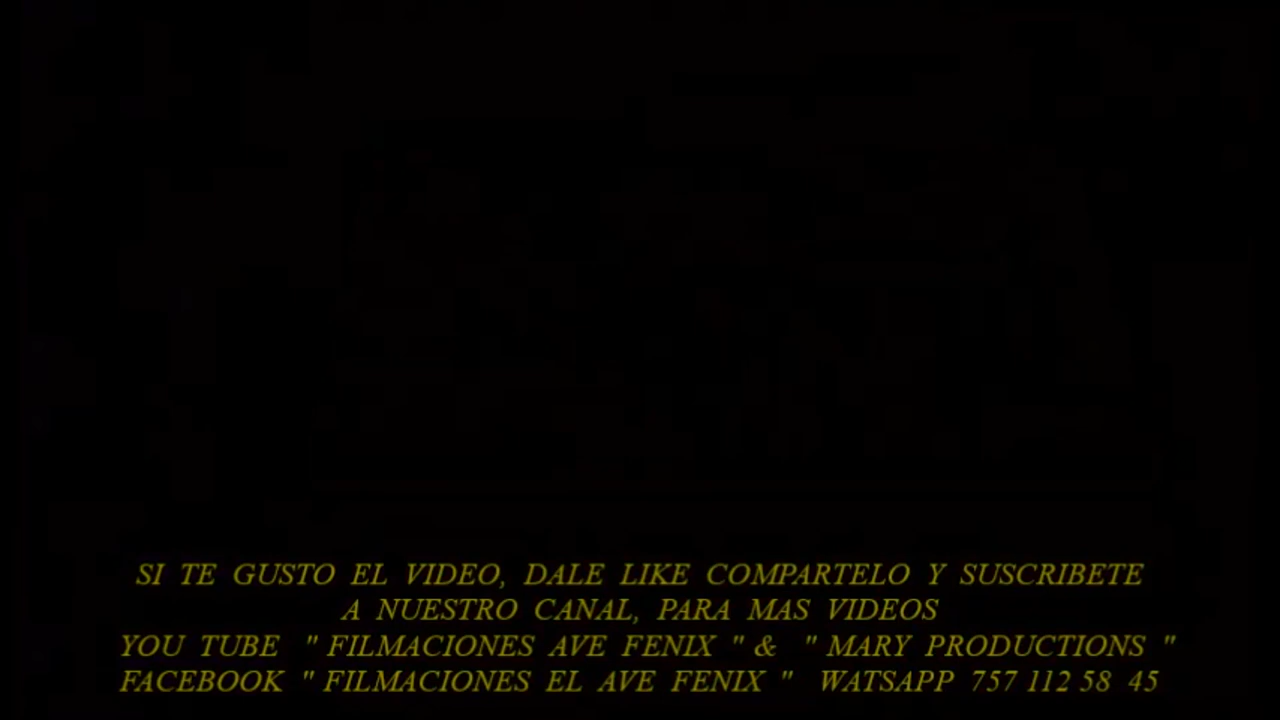 SI TE GUSTO EL VIDEO, DALE LIKE COMPARTELO Y SUSCRIBETE
A NUESTRO CANAL, PARA MAS VIDEOS
YOU TUBE " FILMACIONES AVE FENIX " & " MARY PRODUCTIONS "
FACEBOOK " FILMACIONES EL AVE FENIX " WATSAPP 757 112 58 45